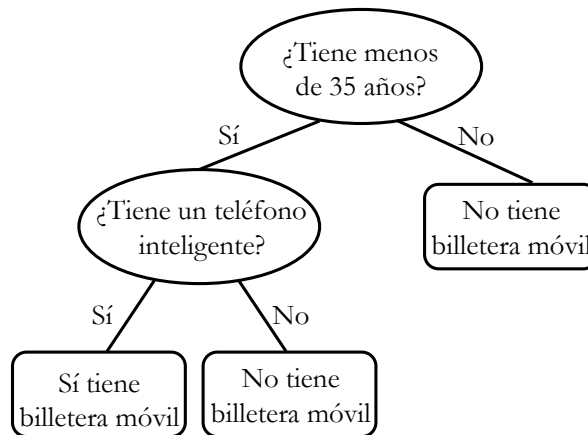 ¿Tiene menos
de 35 años?
Sí
No
¿Tiene un teléfono
inteligente?
No tiene
billetera móvil
Sí
No
Sí tiene
billetera móvil
No tiene
billetera móvil